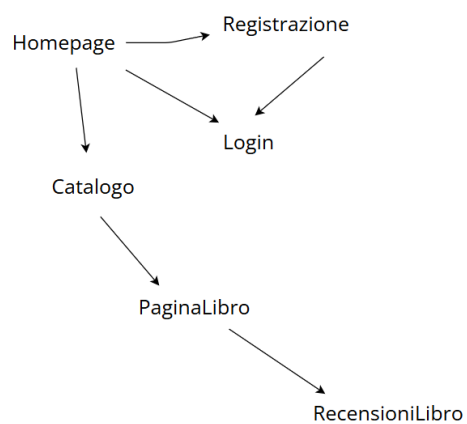 Registrazione
Homepage
Login
Catalogo
PaginaLibro
RecensioniLibro